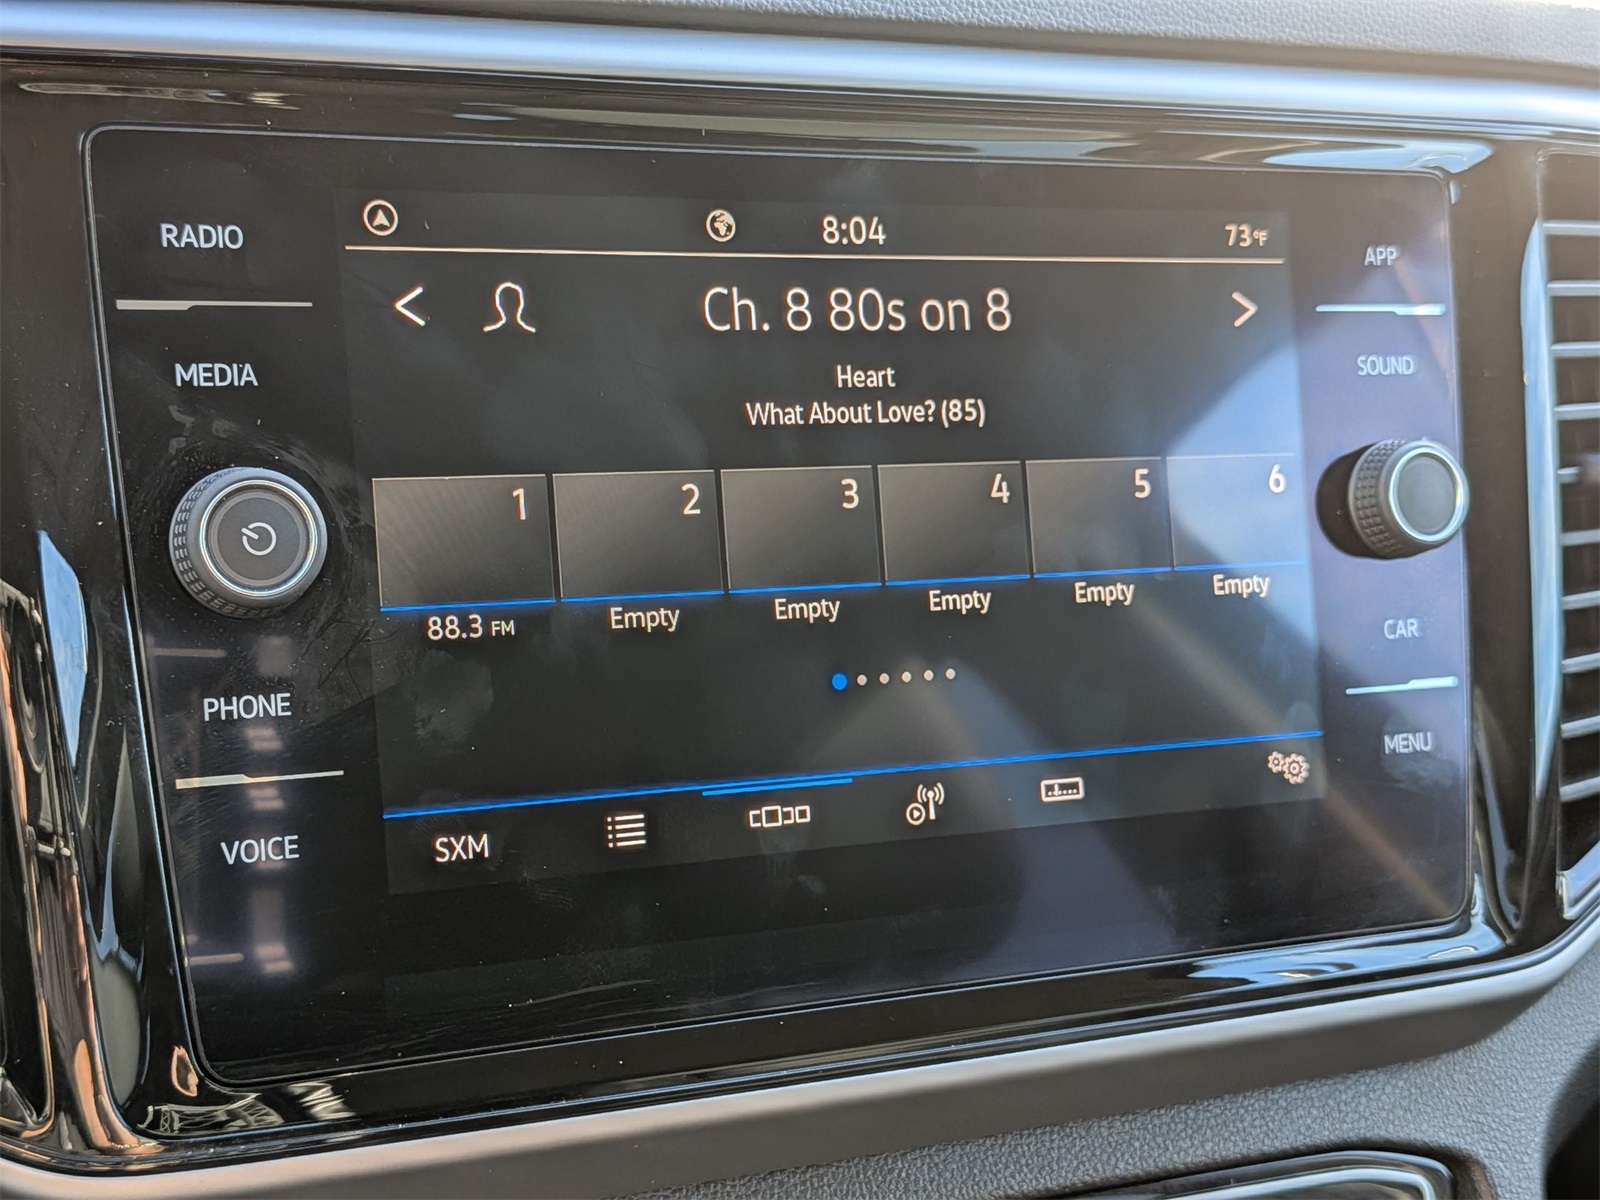 8:04
73°F
RADIO
APP
Ch. 8 80s on 8
MEDIA
SOUND
Heart
What About Love? (85)
1 2 3 4 5 6
88.3 FM Empty Empty Empty Empty Empty
CAR
PHONE
MENU
VOICE
SXM